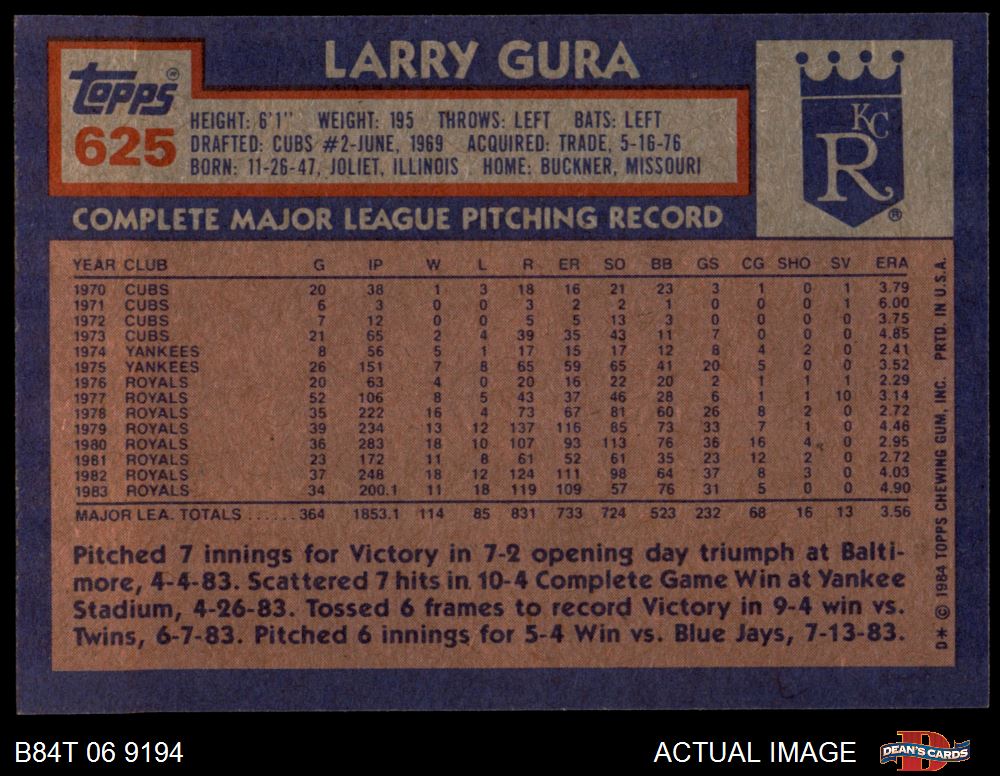 LARRY GURA
topps®
625
HEIGHT: 6'1" WEIGHT: 195 THROWS: LEFT BATS: LEFT
DRAFTED: CUBS #2-JUNE, 1969 ACQUIRED: TRADE, 5-16-76
BORN: 11-26-47, JOLIET, ILLINOIS HOME: BUCKNER, MISSOURI
KC
R
®
COMPLETE MAJOR LEAGUE PITCHING RECORD
YEAR CLUB G IP W L R ER SO BB GS CG SHO SV ERA
1970 CUBS 20 38 1 3 18 16 21 23 3 1 0 1 3.79
1971 CUBS 6 3 0 0 3 2 2 1 0 0 0 1 6.00
1972 CUBS 7 12 0 0 5 5 13 3 0 0 0 0 3.75
1973 CUBS 21 65 2 4 39 35 43 11 7 0 0 0 4.85
1974 YANKEES 8 56 5 1 17 15 17 12 8 4 2 0 2.41
1975 YANKEES 26 151 7 8 65 59 65 41 20 5 0 0 3.52
1976 ROYALS 20 63 4 0 20 16 22 20 2 1 1 1 2.29
1977 ROYALS 52 106 8 5 43 37 46 28 6 1 1 10 3.14
1978 ROYALS 35 222 16 4 73 67 81 60 26 8 2 0 2.72
1979 ROYALS 39 234 13 12 137 116 85 73 33 7 1 0 4.46
1980 ROYALS 36 283 18 10 107 93 113 76 36 16 4 0 2.95
1981 ROYALS 23 172 11 8 61 52 61 35 23 12 2 0 2.72
1982 ROYALS 37 248 18 12 124 111 98 64 37 8 3 0 4.03
1983 ROYALS 34 200.1 11 18 119 109 57 76 31 5 0 0 4.90
MAJOR LEA. TOTALS ......364 1853.1 114 85 831 733 724 523 232 68 16 13 3.56
Pitched 7 innings for Victory in 7-2 opening day triumph at Balti-
more, 4-4-83. Scattered 7 hits in 10-4 Complete Game Win at Yankee
Stadium, 4-26-83. Tossed 6 frames to record Victory in 9-4 win vs.
Twins, 6-7-83. Pitched 6 innings for 5-4 Win vs. Blue Jays, 7-13-83.
D* © 1984 TOPPS CHEWING GUM, INC. PRTD. IN U.S.A.
B84T 06 9194
ACTUAL IMAGE
DEAN'S CARDS